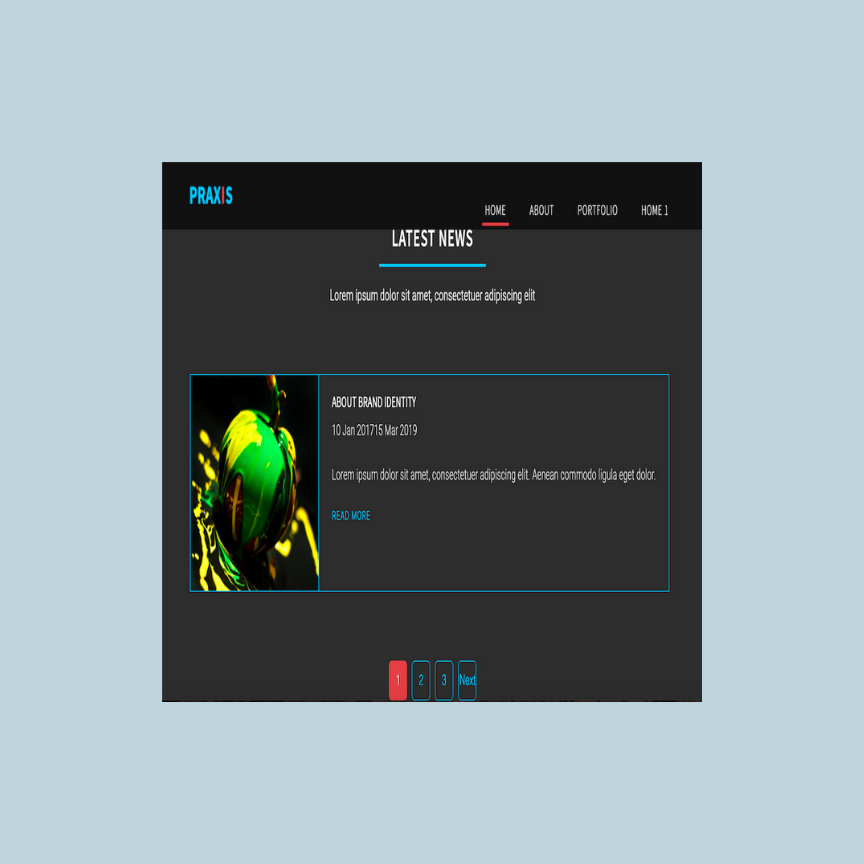 PRAXIS
HOME ABOUT PORTFOLIO HOME 1
LATEST NEWS
Lorem ipsum dolor sit amet, consectetuer adipiscing elit
ABOUT BRAND IDENTITY
10 Jan 201715 Mar 2019
Lorem ipsum dolor sit amet, consectetuer adipiscing elit. Aenean commodo ligula eget dolor.
READ MORE
1 2 3 Next